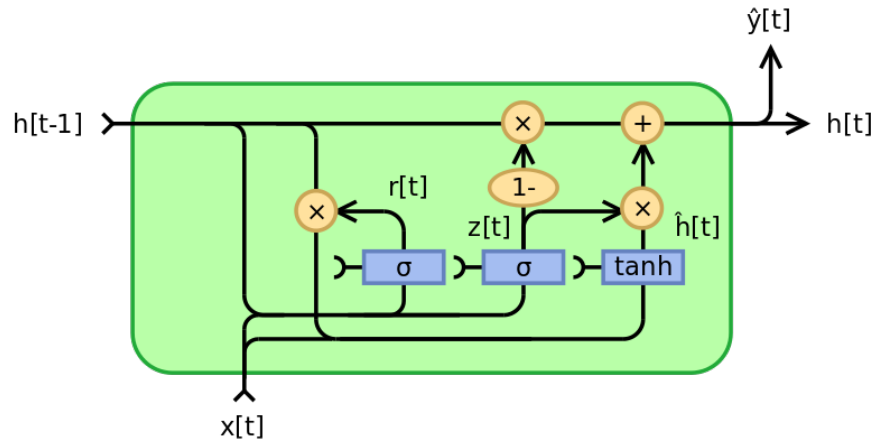 ŷ[t]
h[t-1]
×
+
h[t]
r[t]
1-
×
z[t]
×
ĥ[t]
σ
σ
tanh
x[t]